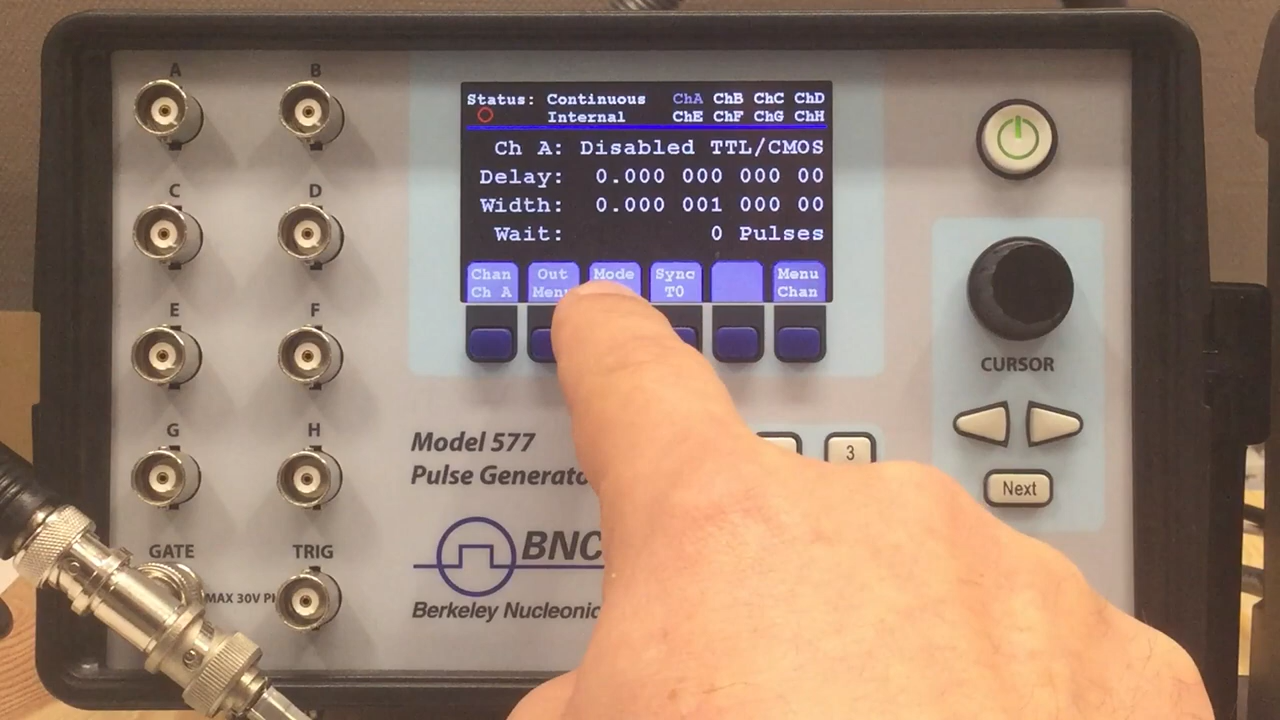 A B
C D
E F
G H
GATE TRIG
MAX 30V
Status: Continuous ChA ChB ChC ChD
Internal ChE ChF ChG ChH
Ch A: Disabled TTL/CMOS
Delay: 0.000 000 000 00
Width: 0.000 001 000 00
Wait: 0 Pulses
Chan Out Mode Sync Menu
Ch A Menu T0 Chan
Model 577
Pulse Generato
BNC
Berkeley Nucleonic
3
CURSOR
Next